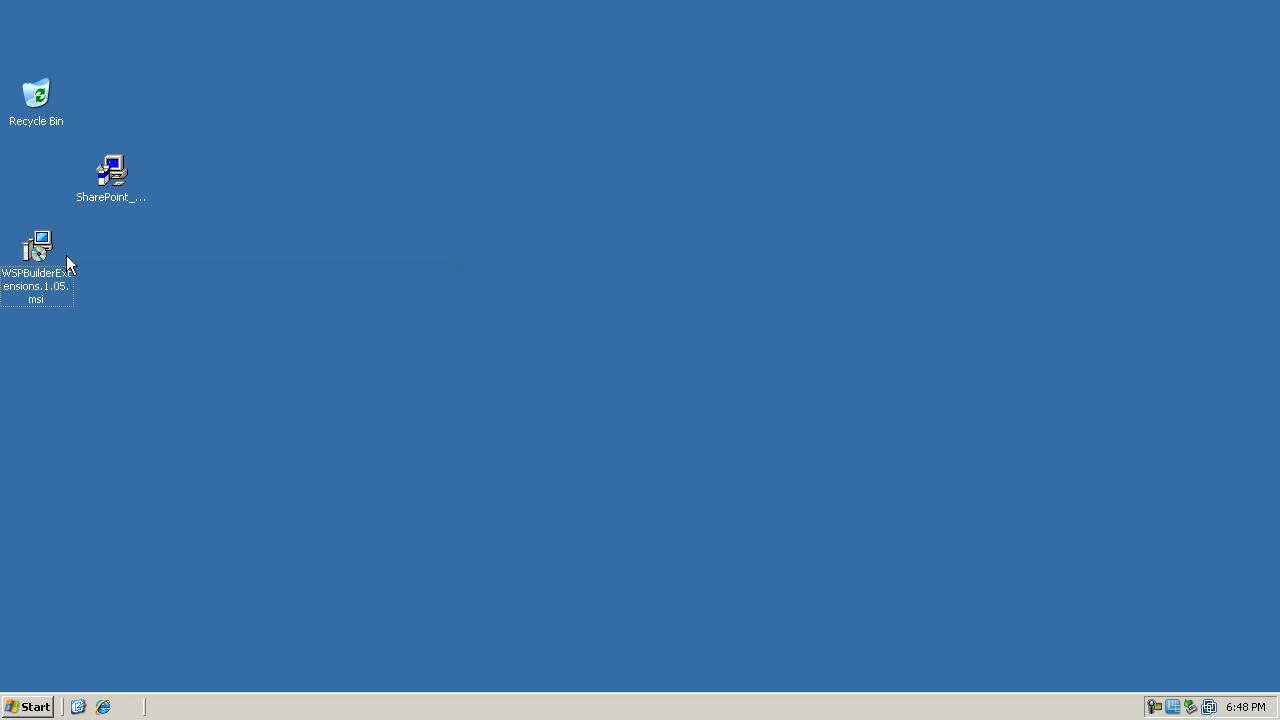 Recycle Bin
SharePoint_...
WSPBuilderExt
ensions.1.05.
msi
Start
6:48 PM